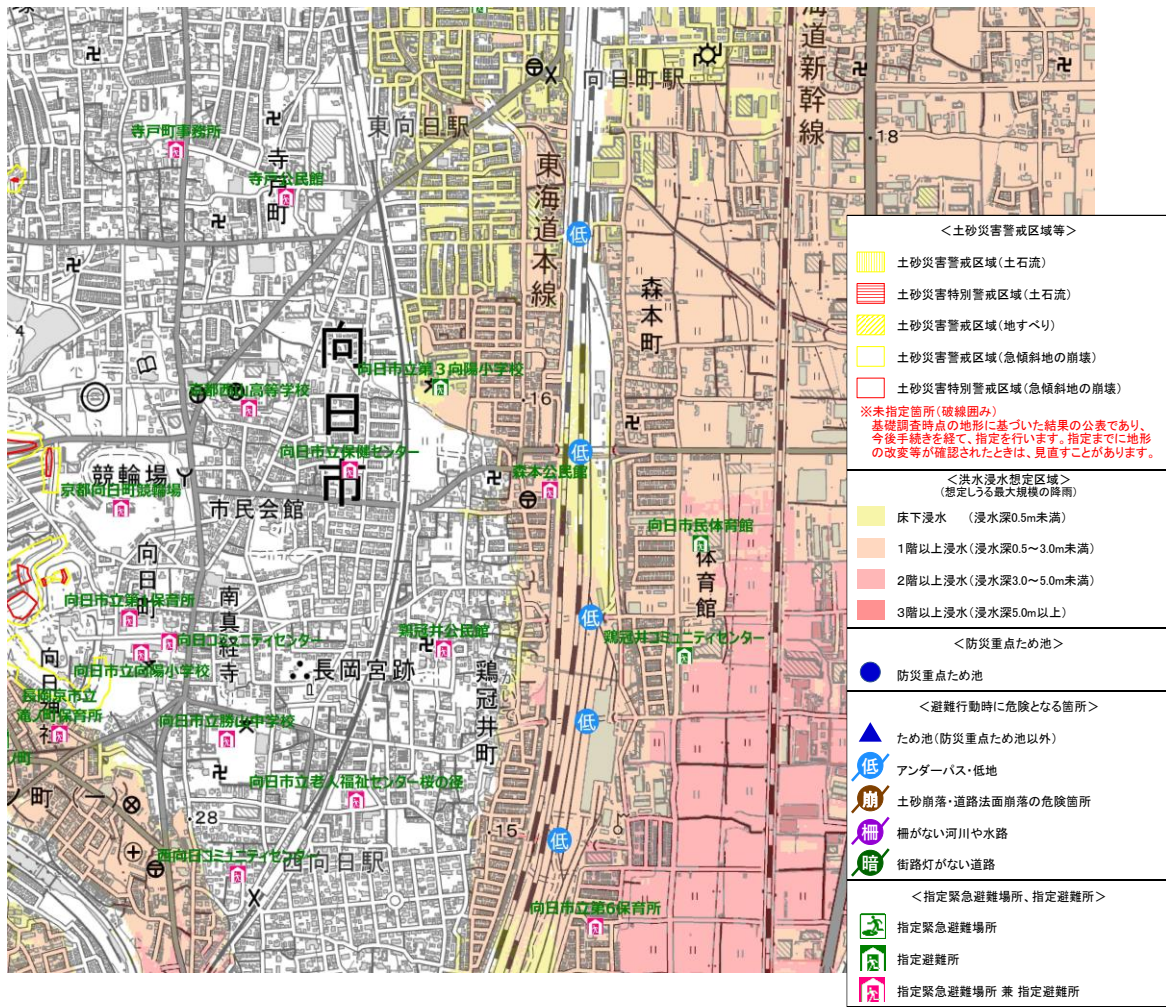 向日町駅
海道新幹線
東向日駅
18
寺戸町事務所
寺戸町
寺戸公民館
東海道本線
低
森本町
4
向日市
向日市立第3向陽小学校
16
京都西山高等学校
低
向日市立保健センター
競輪場
森本公民館
京都向日町競輪場
市民会館
向日市民体育館
体育館
向日町
向日市立第1保育所
南真経寺
低
向日コミュニティセンター
鶏冠井公民館
鶏冠井コミュニティセンター
向日市立向陽小学校
長岡宮跡
向日神社
鶏冠井町
長岡京市立
滝ノ町保育所
向日市立勝山中学校
低
ノ町
向日市立老人福祉センター桜の径
28
15
低
西向日コミュニティセンター
西向日駅
向日市立第6保育所
<土砂災害警戒区域等>
土砂災害警戒区域(土石流)
土砂災害特別警戒区域(土石流)
土砂災害警戒区域(地すべり)
土砂災害警戒区域(急傾斜地の崩壊)
土砂災害特別警戒区域(急傾斜地の崩壊)
※未指定箇所(破線囲み)
基礎調査時点の地形に基づいた結果の公表であり、
今後手続きを経て、指定を行います。指定までに地形
の改変等が確認されたときは、見直すことがあります。
<洪水浸水想定区域>
(想定しうる最大規模の降雨)
床下浸水 (浸水深0.5m未満)
1階以上浸水(浸水深0.5~3.0m未満)
2階以上浸水(浸水深3.0~5.0m未満)
3階以上浸水(浸水深5.0m以上)
<防災重点ため池>
防災重点ため池
<避難行動時に危険となる箇所>
ため池(防災重点ため池以外)
低 アンダーパス・低地
崩 土砂崩落・道路法面崩落の危険箇所
柵 柵がない河川や水路
暗 街路灯がない道路
<指定緊急避難場所、指定避難所>
指定緊急避難場所
指定避難所
指定緊急避難場所 兼 指定避難所